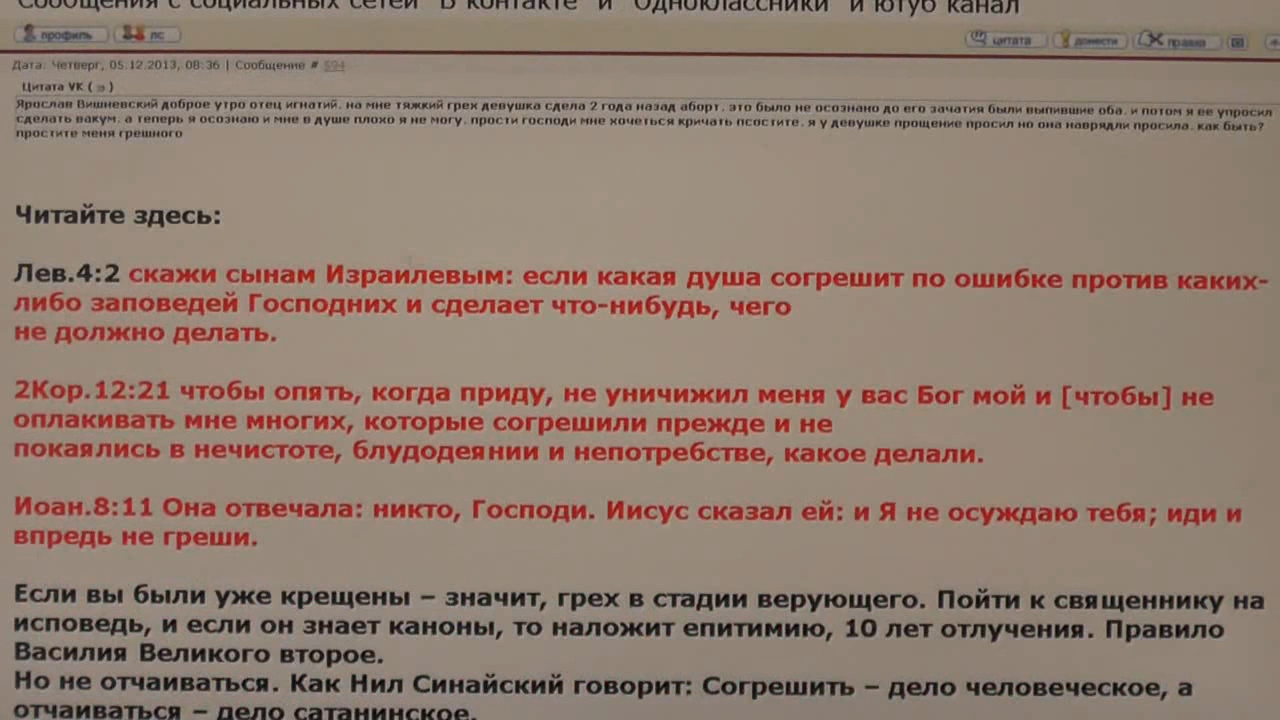 Сообщения с социальных сетей "В контакте" и "Одноклассники" и ютуб канал
профиль лс цитата донести правка
Дата: Четверг, 05.12.2013, 08:36 | Сообщение # 594
Цитата VK ( )
Ярослав Вишневский доброе утро отец игнатий. на мне тяжкий грех девушка сдела 2 года назад аборт. это было не осознано до его зачатия были выпившие оба. и потом я ее упросил
сделать вакум. а теперь я осознаю и мне в душе плохо я не могу. прости господи мне хочеться кричать псостите. я у девушке прощение просил но она наврядли просила. как быть?
простите меня грешного
Читайте здесь:
Лев.4:2 скажи сынам Израилевым: если какая душа согрешит по ошибке против каких-
либо заповедей Господних и сделает что-нибудь, чего
не должно делать.
2Кор.12:21 чтобы опять, когда приду, не уничижил меня у вас Бог мой и [чтобы] не
оплакивать мне многих, которые согрешили прежде и не
покаялись в нечистоте, блудодеянии и непотребстве, какое делали.
Иоан.8:11 Она отвечала: никто, Господи. Иисус сказал ей: и Я не осуждаю тебя; иди и
впредь не греши.
Если вы были уже крещены – значит, грех в стадии верующего. Пойти к священнику на
исповедь, и если он знает каноны, то наложит епитимию, 10 лет отлучения. Правило
Василия Великого второе.
Но не отчаиваться. Как Нил Синайский говорит: Согрешить – дело человеческое, а
отчаиваться – дело сатанинское.